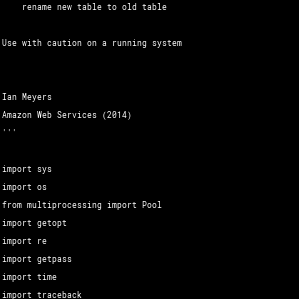 rename new table to old table
Use with caution on a running system
Ian Meyers
Amazon Web Services (2014)
...
import sys
import os
from multiprocessing import Pool
import getopt
import re
import getpass
import time
import traceback